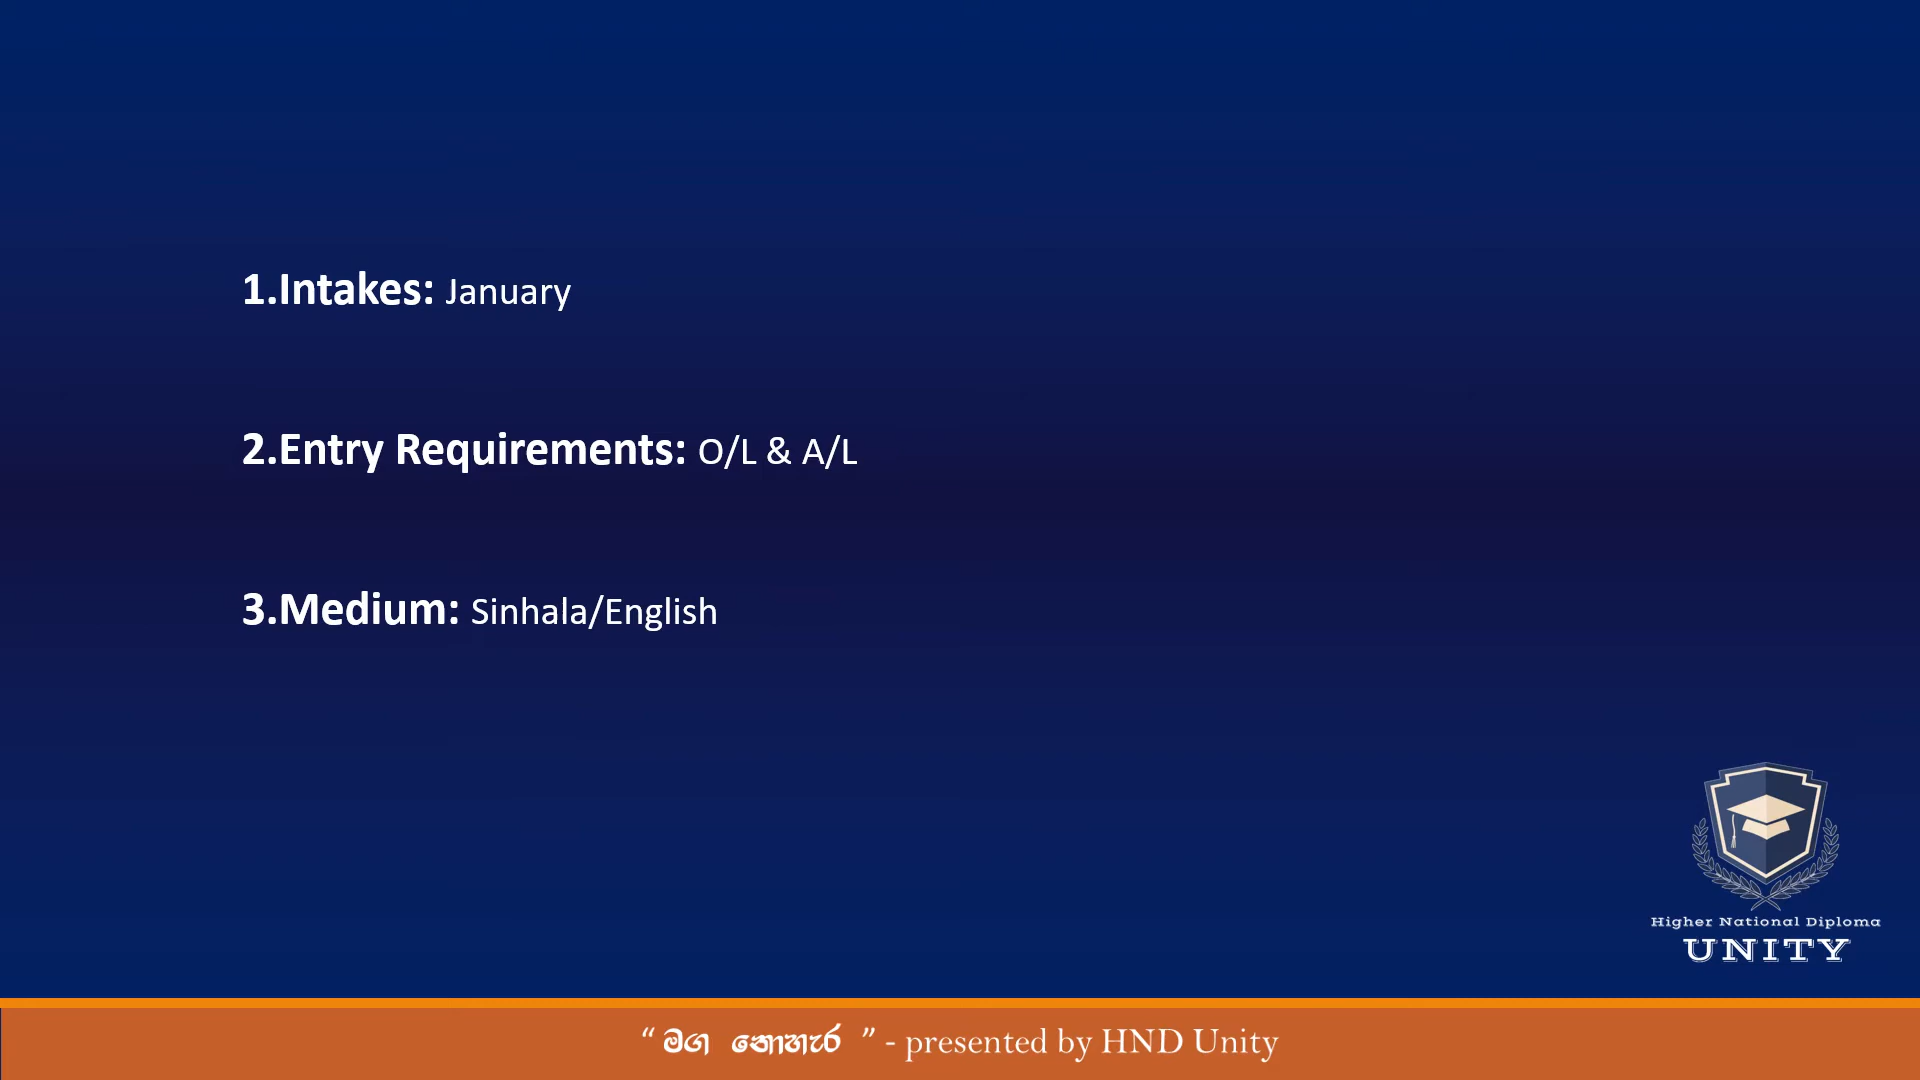 1.Intakes: January
2.Entry Requirements: O/L & A/L
3.Medium: Sinhala/English
Higher National Diploma
UNITY
“ මග නොහැර ” - presented by HND Unity